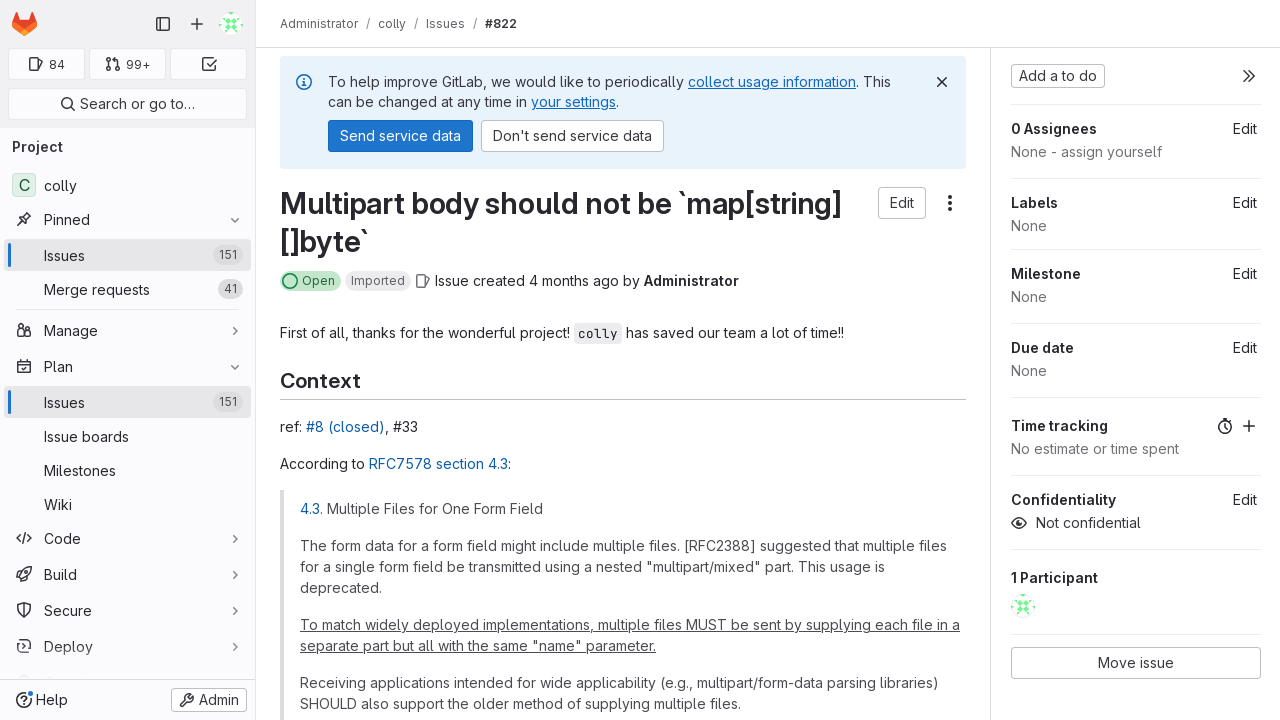 Administrator / colly / Issues / #822
84
99+
Search or go to…
Project
C colly
Pinned
Issues 151
Merge requests 41
Manage
Plan
Issues 151
Issue boards
Milestones
Wiki
Code
Build
Secure
Deploy
Help
Admin
To help improve GitLab, we would like to periodically collect usage information. This
can be changed at any time in your settings.
Send service data
Don't send service data
Multipart body should not be `map[string]
[]byte`
Edit
Open
Imported
Issue created 4 months ago by Administrator
First of all, thanks for the wonderful project! colly has saved our team a lot of time!!
Context
ref: #8 (closed), #33
According to RFC7578 section 4.3:
4.3. Multiple Files for One Form Field
The form data for a form field might include multiple files. [RFC2388] suggested that multiple files
for a single form field be transmitted using a nested "multipart/mixed" part. This usage is
deprecated.
To match widely deployed implementations, multiple files MUST be sent by supplying each file in a
separate part but all with the same "name" parameter.
Receiving applications intended for wide applicability (e.g., multipart/form-data parsing libraries)
SHOULD also support the older method of supplying multiple files.
Add a to do
0 Assignees
Edit
None - assign yourself
Labels
Edit
None
Milestone
Edit
None
Due date
Edit
None
Time tracking
No estimate or time spent
Confidentiality
Edit
Not confidential
1 Participant
Move issue